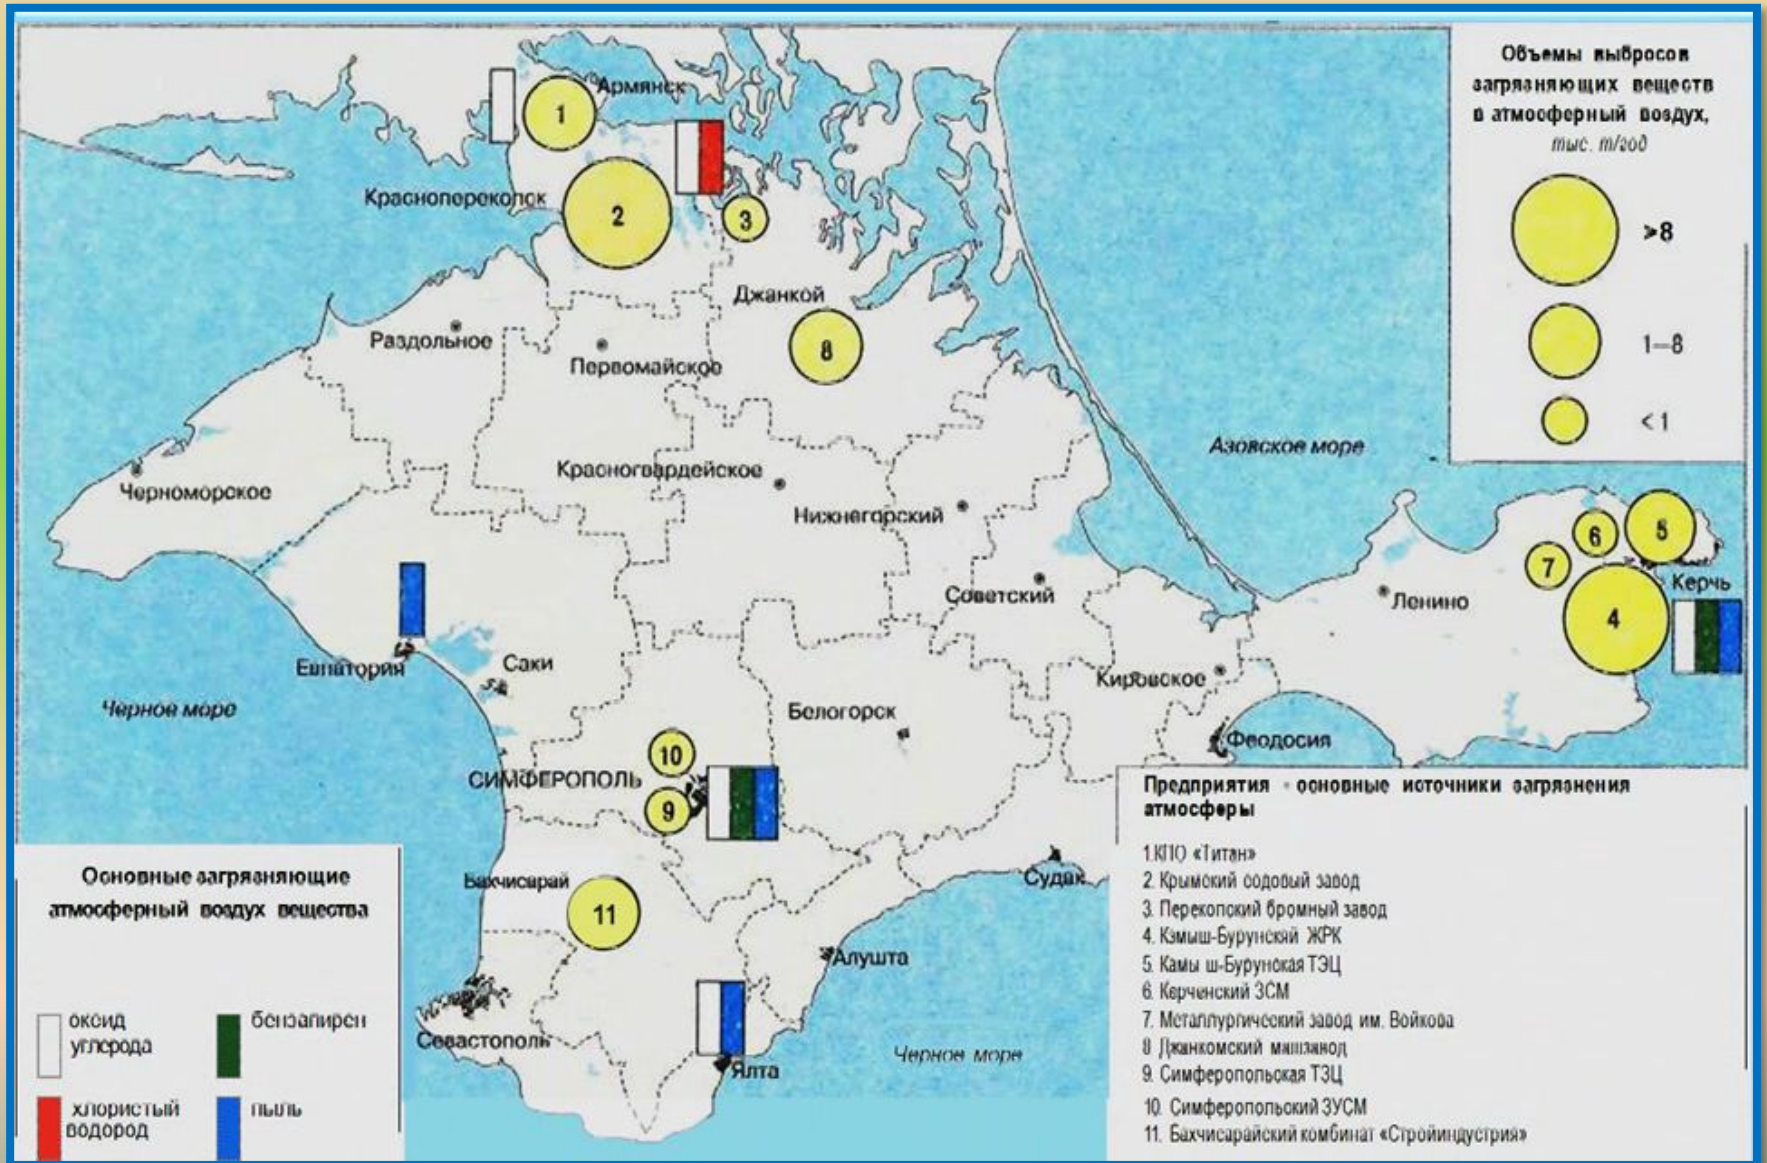 Объемы выбросов
загрязняющих веществ
в атмосферный воздух,
тыс. т/год
>8
1–8
<1
Армянск
1
Красноперекопск
2
3
Джанкой
8
Раздольное
Первомайское
Азовское море
Красногвардейское
Черноморское
Нижнегорский
5
6
7
Керчь
Советский
Ленино
4
Евпатория
Саки
Кировское
Черное море
Белогорск
Феодосия
10
СИМФЕРОПОЛЬ
9
Бахчисарай
11
Судак
Алушта
Севастополь
Черное море
Ялта
Предприятия - основные источники загрязнения
атмосферы
1.КПО «Титан»
2. Крымский содовый завод
3. Перекопский бромный завод
4. Камыш-Бурунский ЖРК
5. Камы ш-Бурунская ТЭЦ
6. Керченский ЗСМ
7. Металлургический завод им. Войкова
8 Джанкомский машзавод
9. Симферопольская ТЭЦ
10. Симферопольский ЗУСМ
11. Бахчисарайский комбинат «Стройиндустрия»
Основные загрязняющие
атмосферный воздух вещества
оксид
углерода
бензапирен
хлористый
водород
пыль